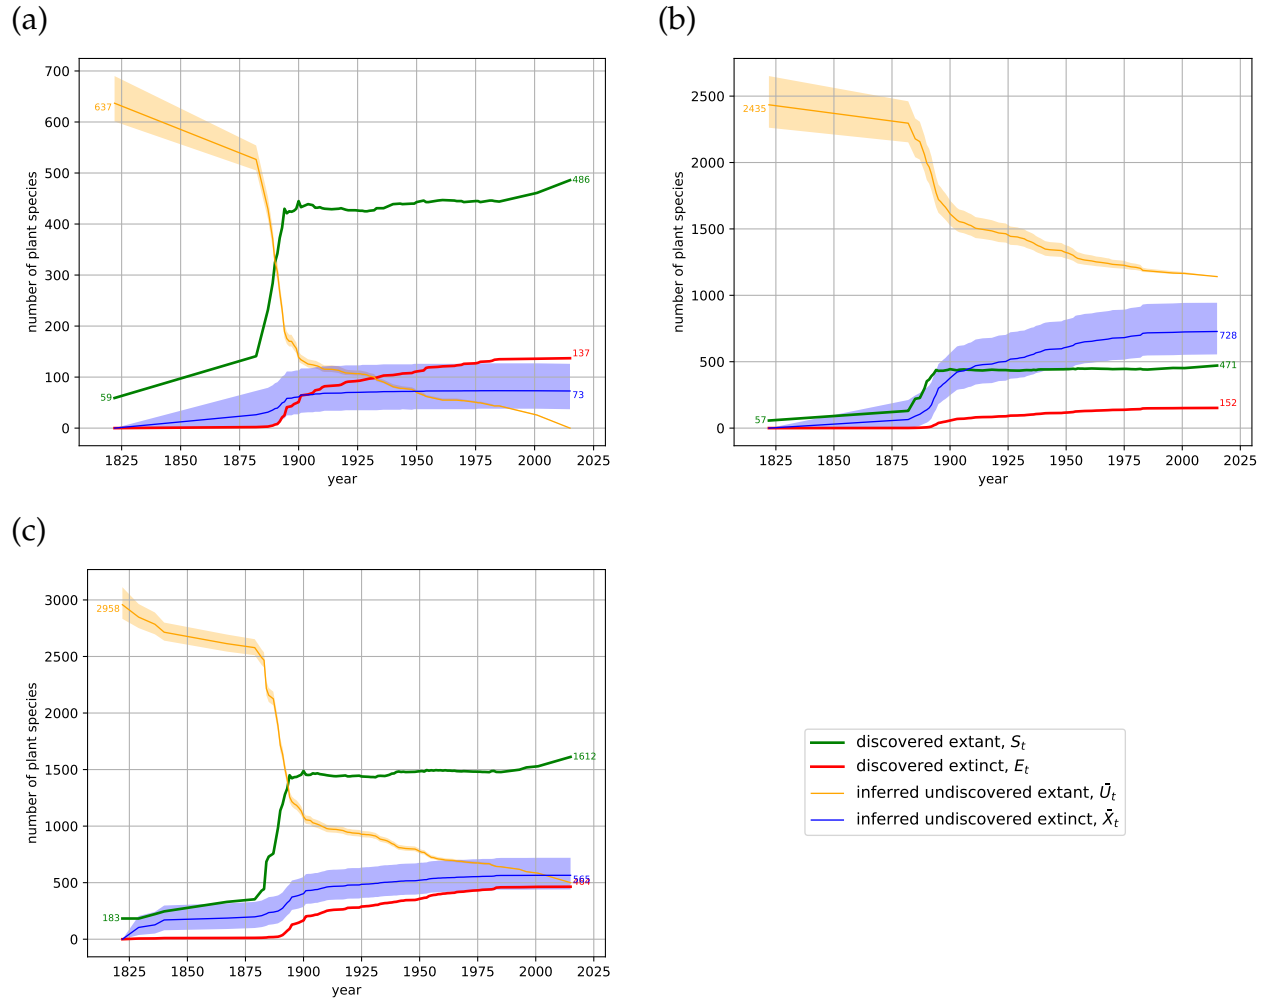 (a)
number of plant species
700
600
500
400
300
200
100
0
637
59
486
137
73
1825 1850 1875 1900 1925 1950 1975 2000 2025
year
(b)
number of plant species
2500
2000
1500
1000
500
0
2435
57
728
471
152
1825 1850 1875 1900 1925 1950 1975 2000 2025
year
(c)
number of plant species
3000
2500
2000
1500
1000
500
0
2958
183
1612
565
464
1825 1850 1875 1900 1925 1950 1975 2000 2025
year
discovered extant, Sₜ
discovered extinct, Eₜ
inferred undiscovered extant, Ūₜ
inferred undiscovered extinct, X̄ₜ